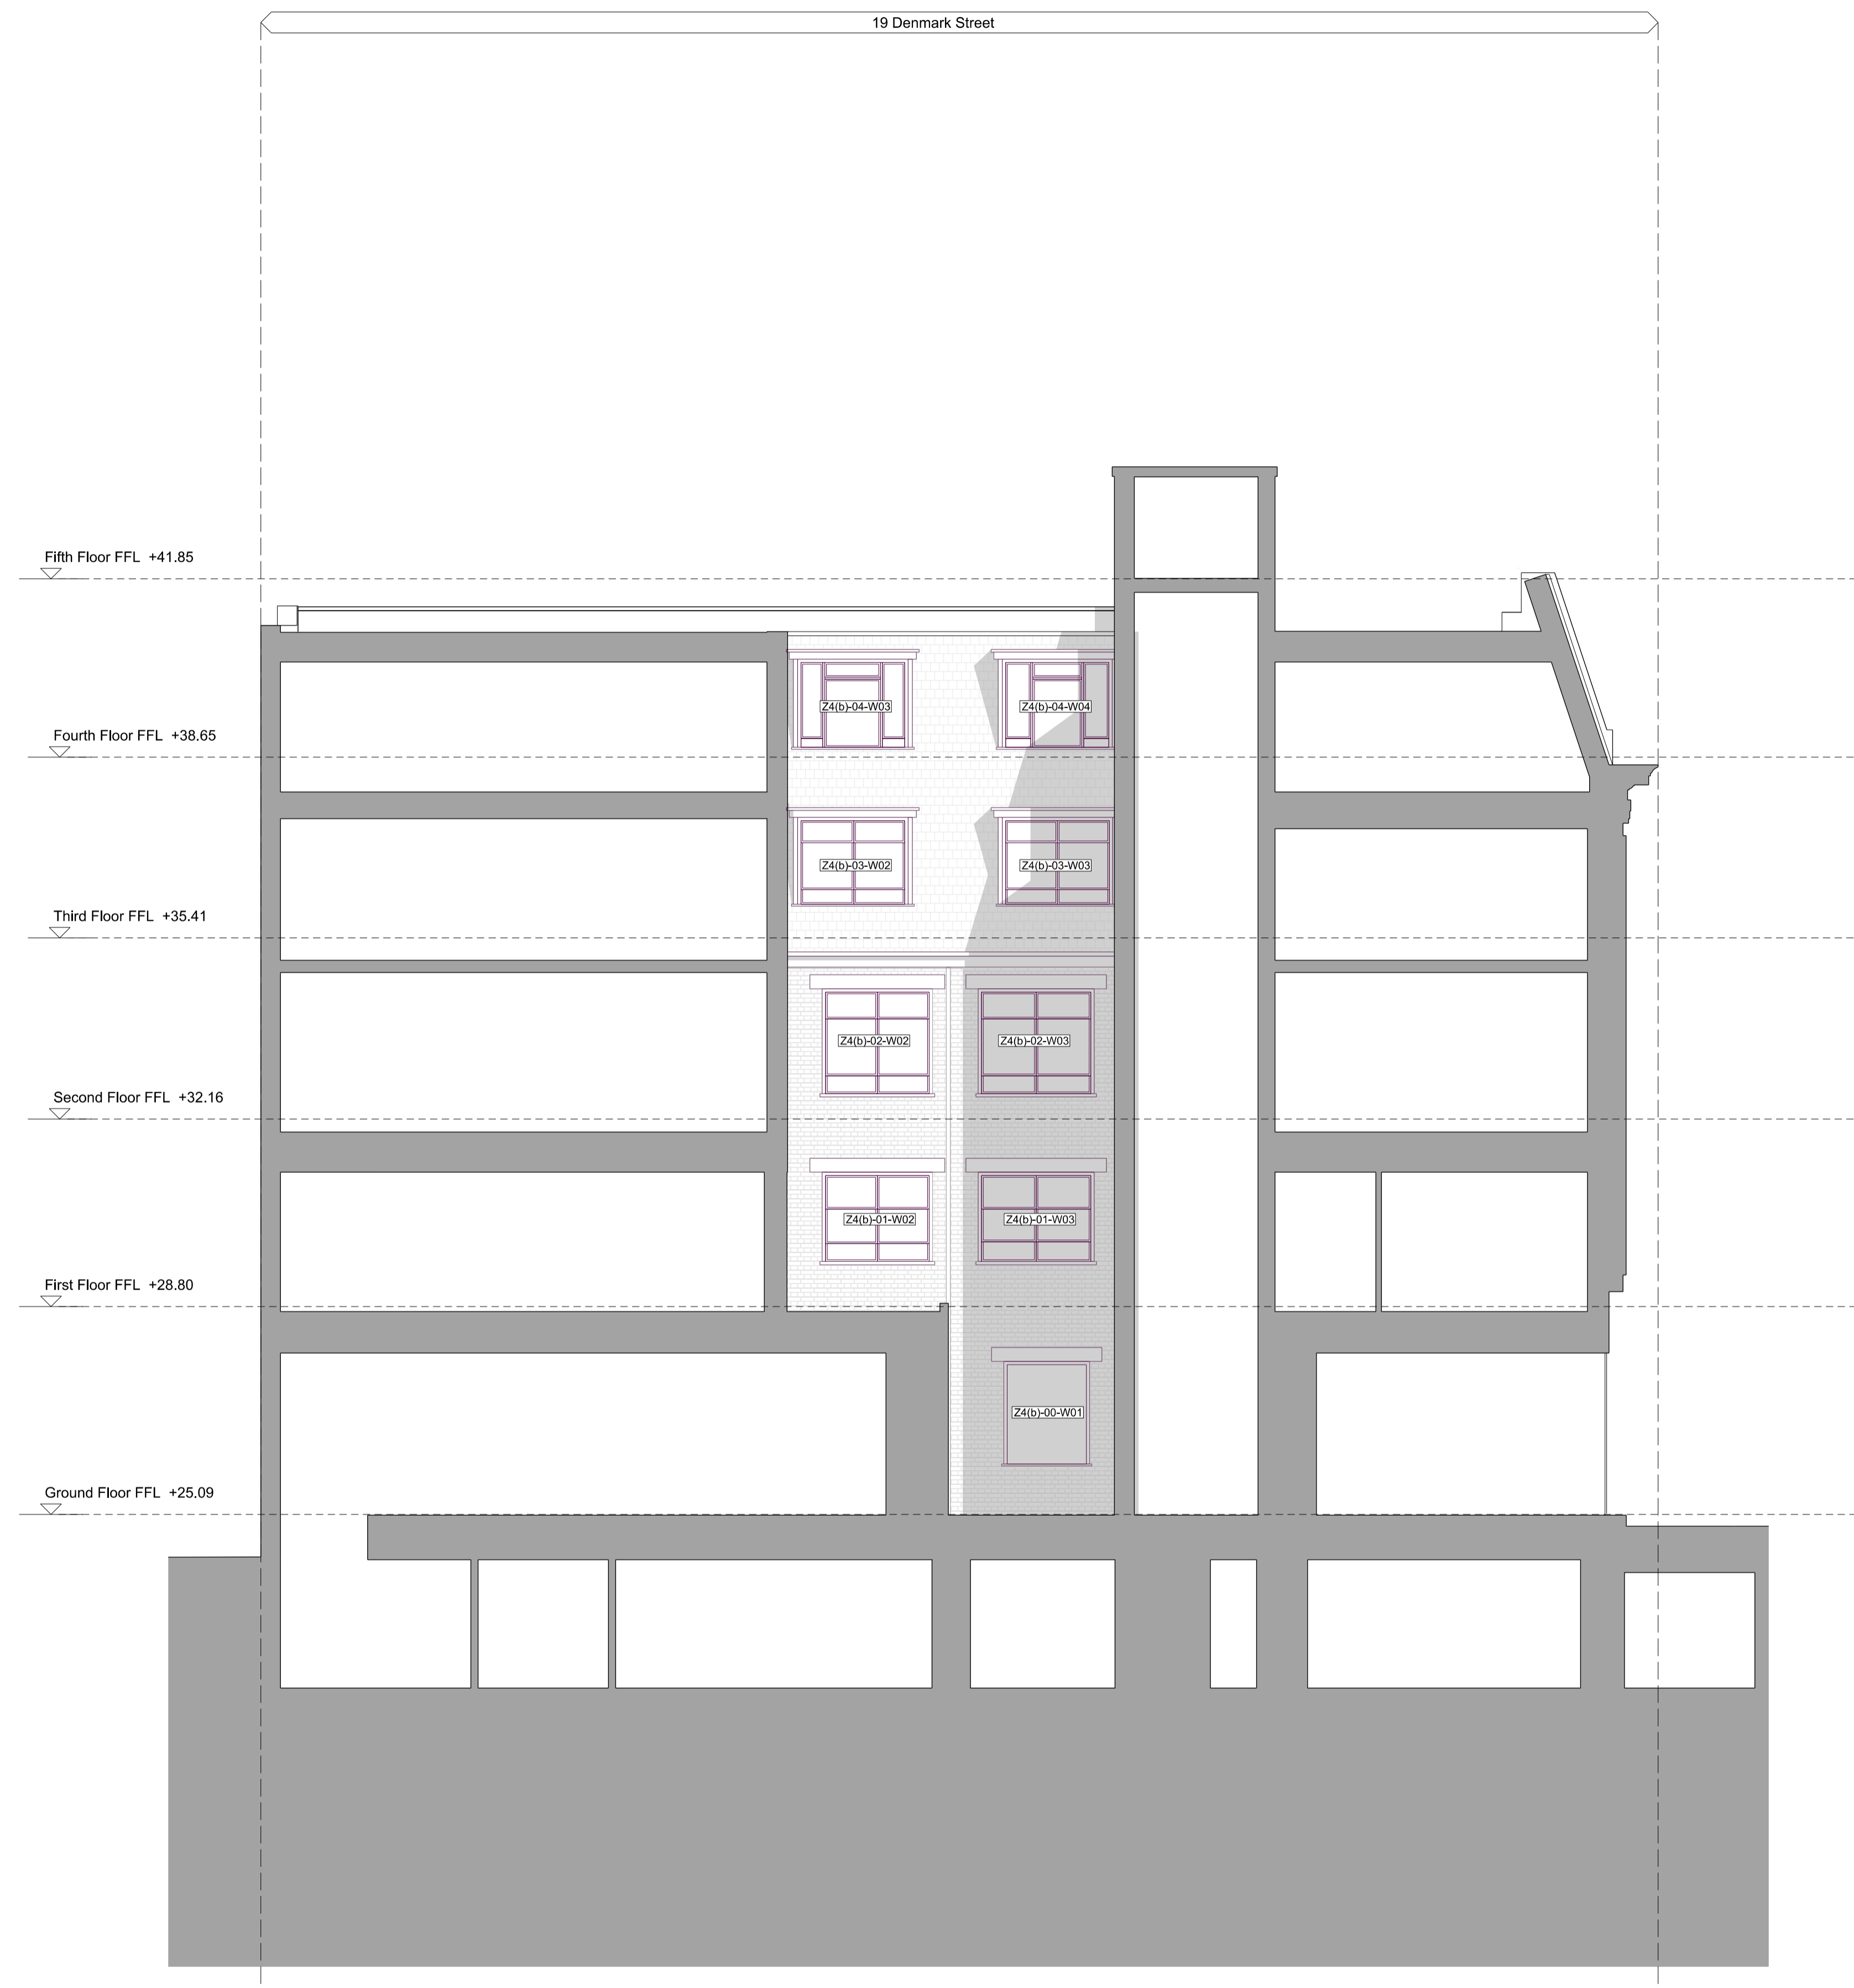 19 Denmark Street
Fifth Floor FFL +41.85
Z4(b)-04-W03 Z4(b)-04-W04
Fourth Floor FFL +38.65
Z4(b)-03-W02 Z4(b)-03-W03
Third Floor FFL +35.41
Z4(b)-02-W02 Z4(b)-02-W03
Second Floor FFL +32.16
Z4(b)-01-W02 Z4(b)-01-W03
First Floor FFL +28.80
Z4(b)-00-W01
Ground Floor FFL +25.09